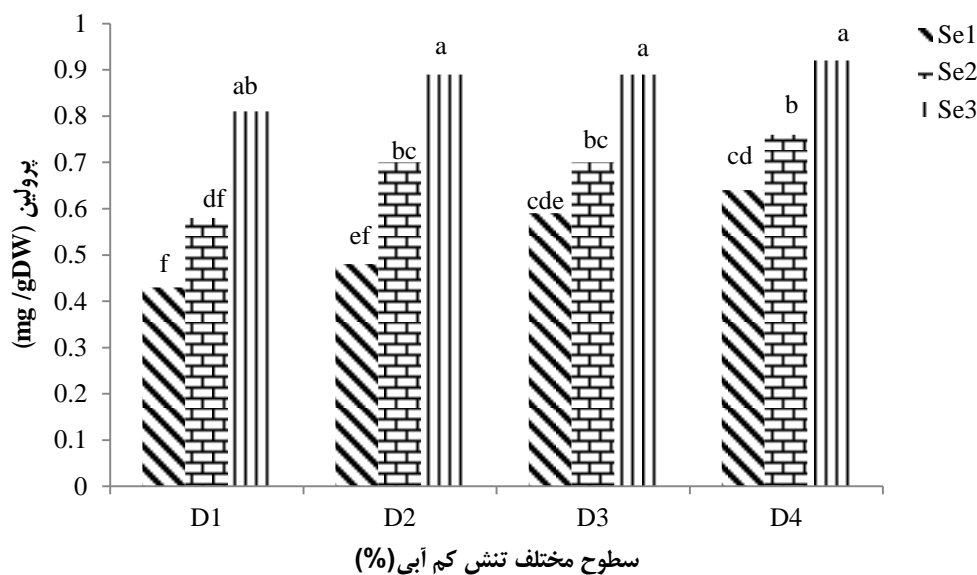 پرولین (mg /gDW)
1
0.9
0.8
0.7
0.6
0.5
0.4
0.3
0.2
0.1
0
f df ab
ef bc a
cde bc a
cd b a
D1 D2 D3 D4
سطوح مختلف تنش کم آبی(%)
Se1
Se2
Se3